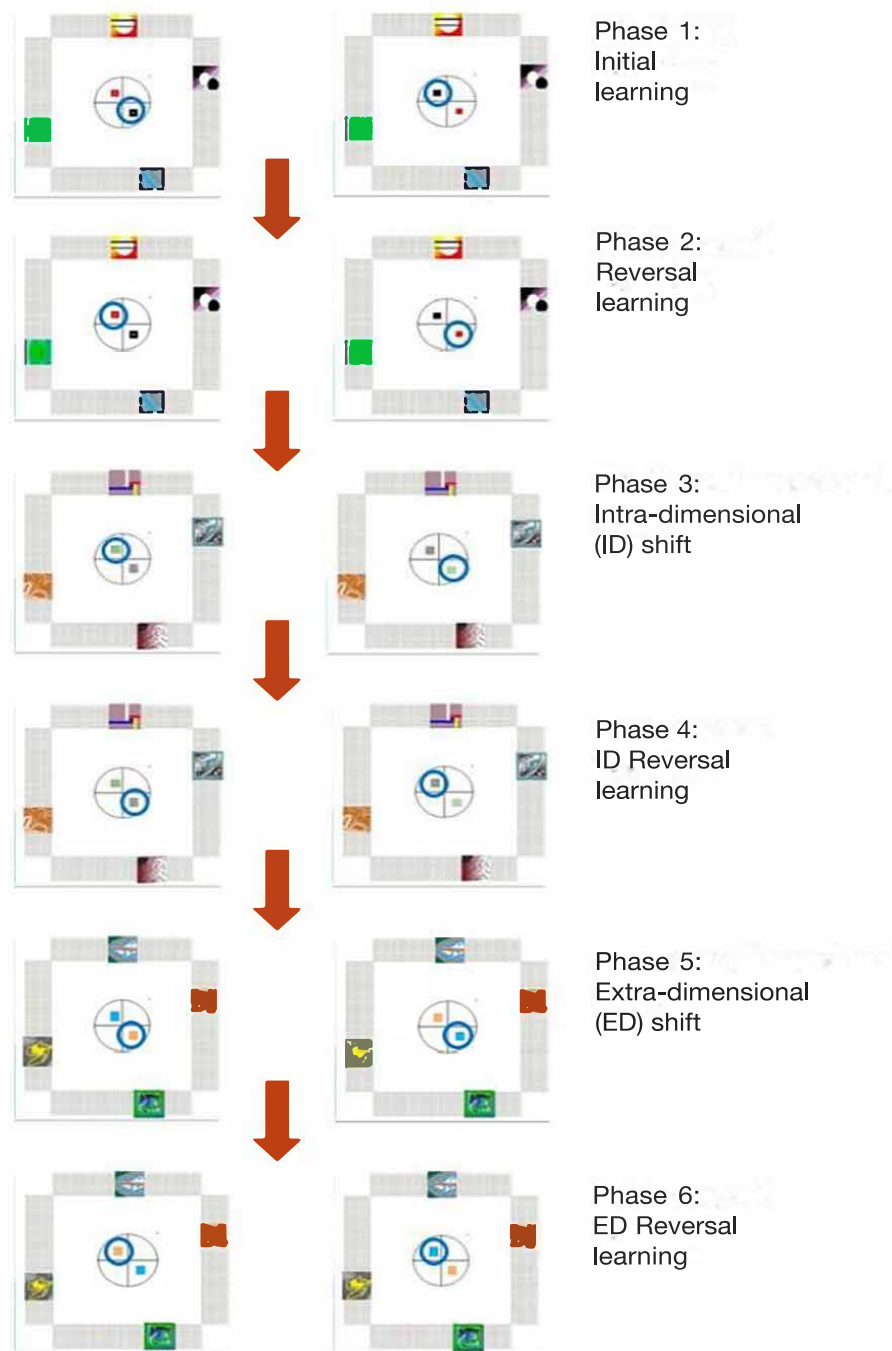 Phase 1:
Initial
learning
Phase 2:
Reversal
learning
Phase 3:
Intra-dimensional
(ID) shift
Phase 4:
ID Reversal
learning
Phase 5:
Extra-dimensional
(ED) shift
Phase 6:
ED Reversal
learning